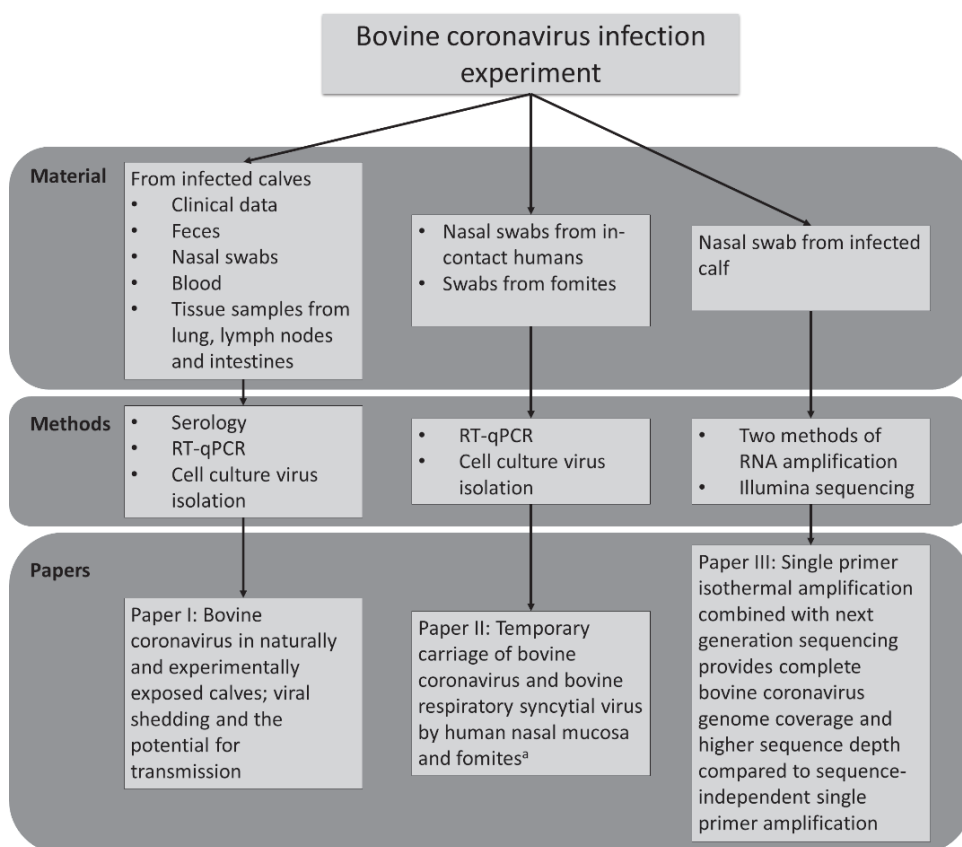 Bovine coronavirus infection
experiment
Material
From infected calves
• Clinical data
• Feces
• Nasal swabs
• Blood
• Tissue samples from
lung, lymph nodes
and intestines
• Nasal swabs from in-
contact humans
• Swabs from fomites
Nasal swab from infected
calf
Methods
• Serology
• RT-qPCR
• Cell culture virus
isolation
• RT-qPCR
• Cell culture virus
isolation
• Two methods of
RNA amplification
• Illumina sequencing
Papers
Paper I: Bovine
coronavirus in naturally
and experimentally
exposed calves; viral
shedding and the
potential for
transmission
Paper II: Temporary
carriage of bovine
coronavirus and bovine
respiratory syncytial virus
by human nasal mucosa
and fomitesᵃ
Paper III: Single primer
isothermal amplification
combined with next
generation sequencing
provides complete
bovine coronavirus
genome coverage and
higher sequence depth
compared to sequence-
independent single
primer amplification